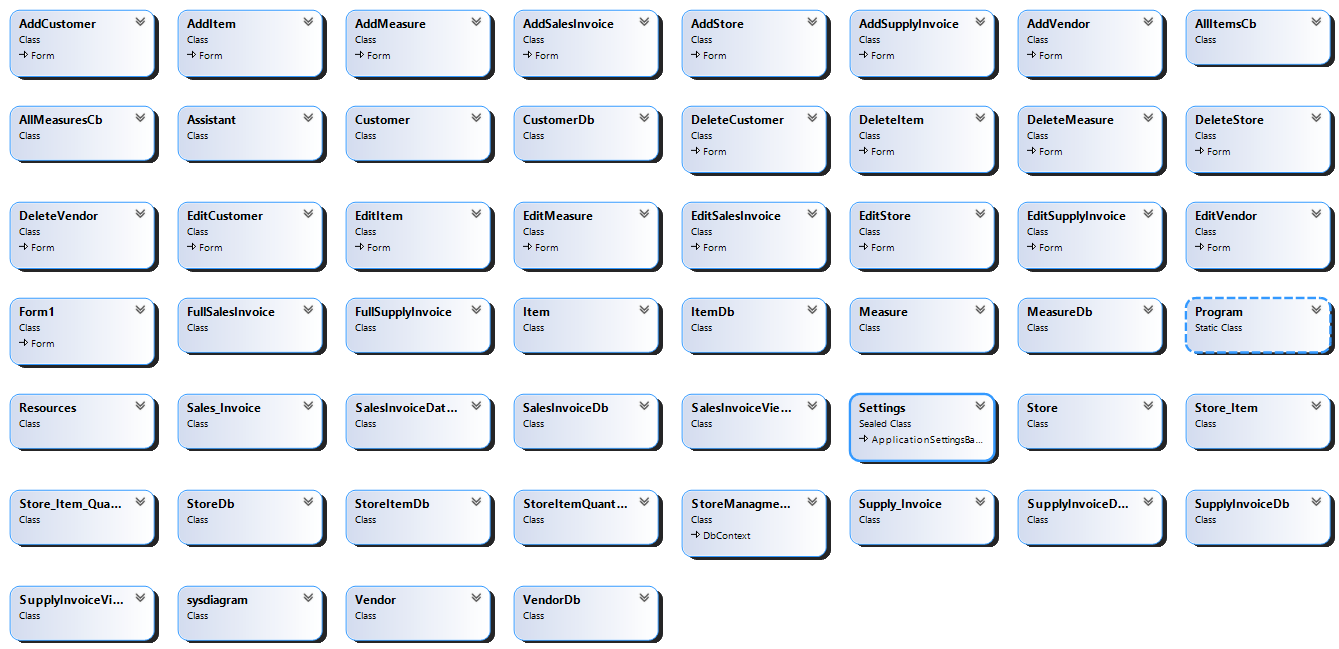 AddCustomer
Class
Form
AddItem
Class
Form
AddMeasure
Class
Form
AddSalesInvoice
Class
Form
AddStore
Class
Form
AddSupplyInvoice
Class
Form
AddVendor
Class
Form
AllItemsCb
Class
AllMeasuresCb
Class
Assistant
Class
Customer
Class
CustomerDb
Class
DeleteCustomer
Class
Form
DeleteItem
Class
Form
DeleteMeasure
Class
Form
DeleteStore
Class
Form
DeleteVendor
Class
Form
EditCustomer
Class
Form
EditItem
Class
Form
EditMeasure
Class
Form
EditSalesInvoice
Class
Form
EditStore
Class
Form
EditSupplyInvoice
Class
Form
EditVendor
Class
Form
Form1
Class
Form
FullSalesInvoice
Class
FullSupplyInvoice
Class
Item
Class
ItemDb
Class
Measure
Class
MeasureDb
Class
Program
Static Class
Resources
Class
Sales_Invoice
Class
SalesInvoiceDat...
Class
SalesInvoiceDb
Class
SalesInvoiceVie...
Class
Settings
Sealed Class
ApplicationSettingsBa...
Store
Class
Store_Item
Class
Store_Item_Qua...
Class
StoreDb
Class
StoreItemDb
Class
StoreItemQuant...
Class
StoreManagme...
Class
DbContext
Supply_Invoice
Class
SupplyInvoiceD...
Class
SupplyInvoiceDb
Class
SupplyInvoiceVi...
Class
sysdiagram
Class
Vendor
Class
VendorDb
Class